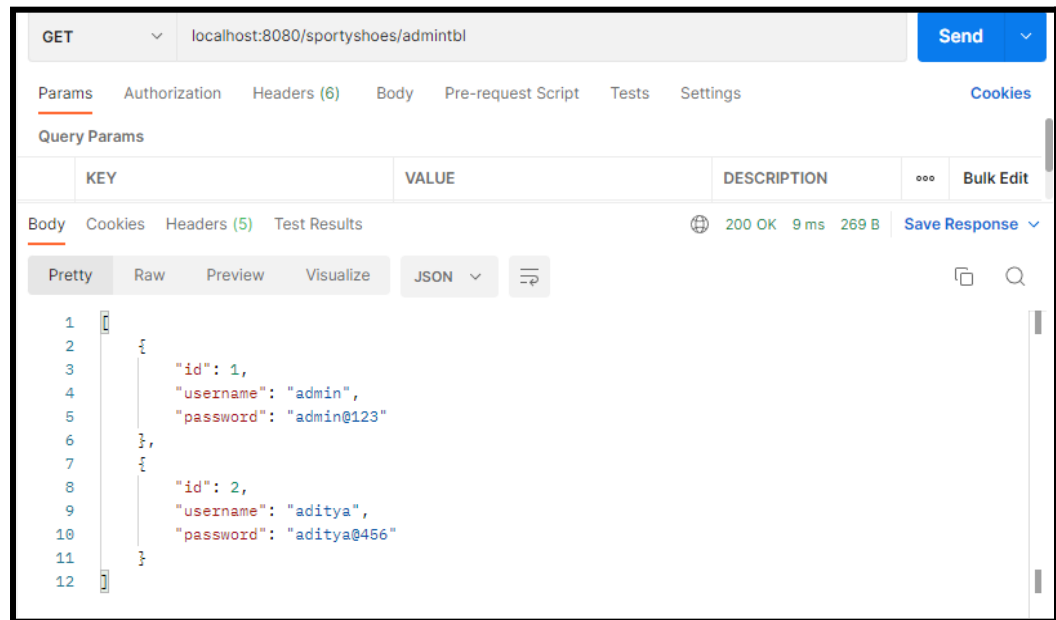 GET localhost:8080/sportyshoes/admintbl Send
Params Authorization Headers (6) Body Pre-request Script Tests Settings Cookies
Query Params
KEY VALUE DESCRIPTION ooo Bulk Edit
Body Cookies Headers (5) Test Results 200 OK 9 ms 269 B Save Response
Pretty Raw Preview Visualize JSON
1 [
2 {
3 "id": 1,
4 "username": "admin",
5 "password": "admin@123"
6 },
7 {
8 "id": 2,
9 "username": "aditya",
10 "password": "aditya@456"
11 }
12 ]